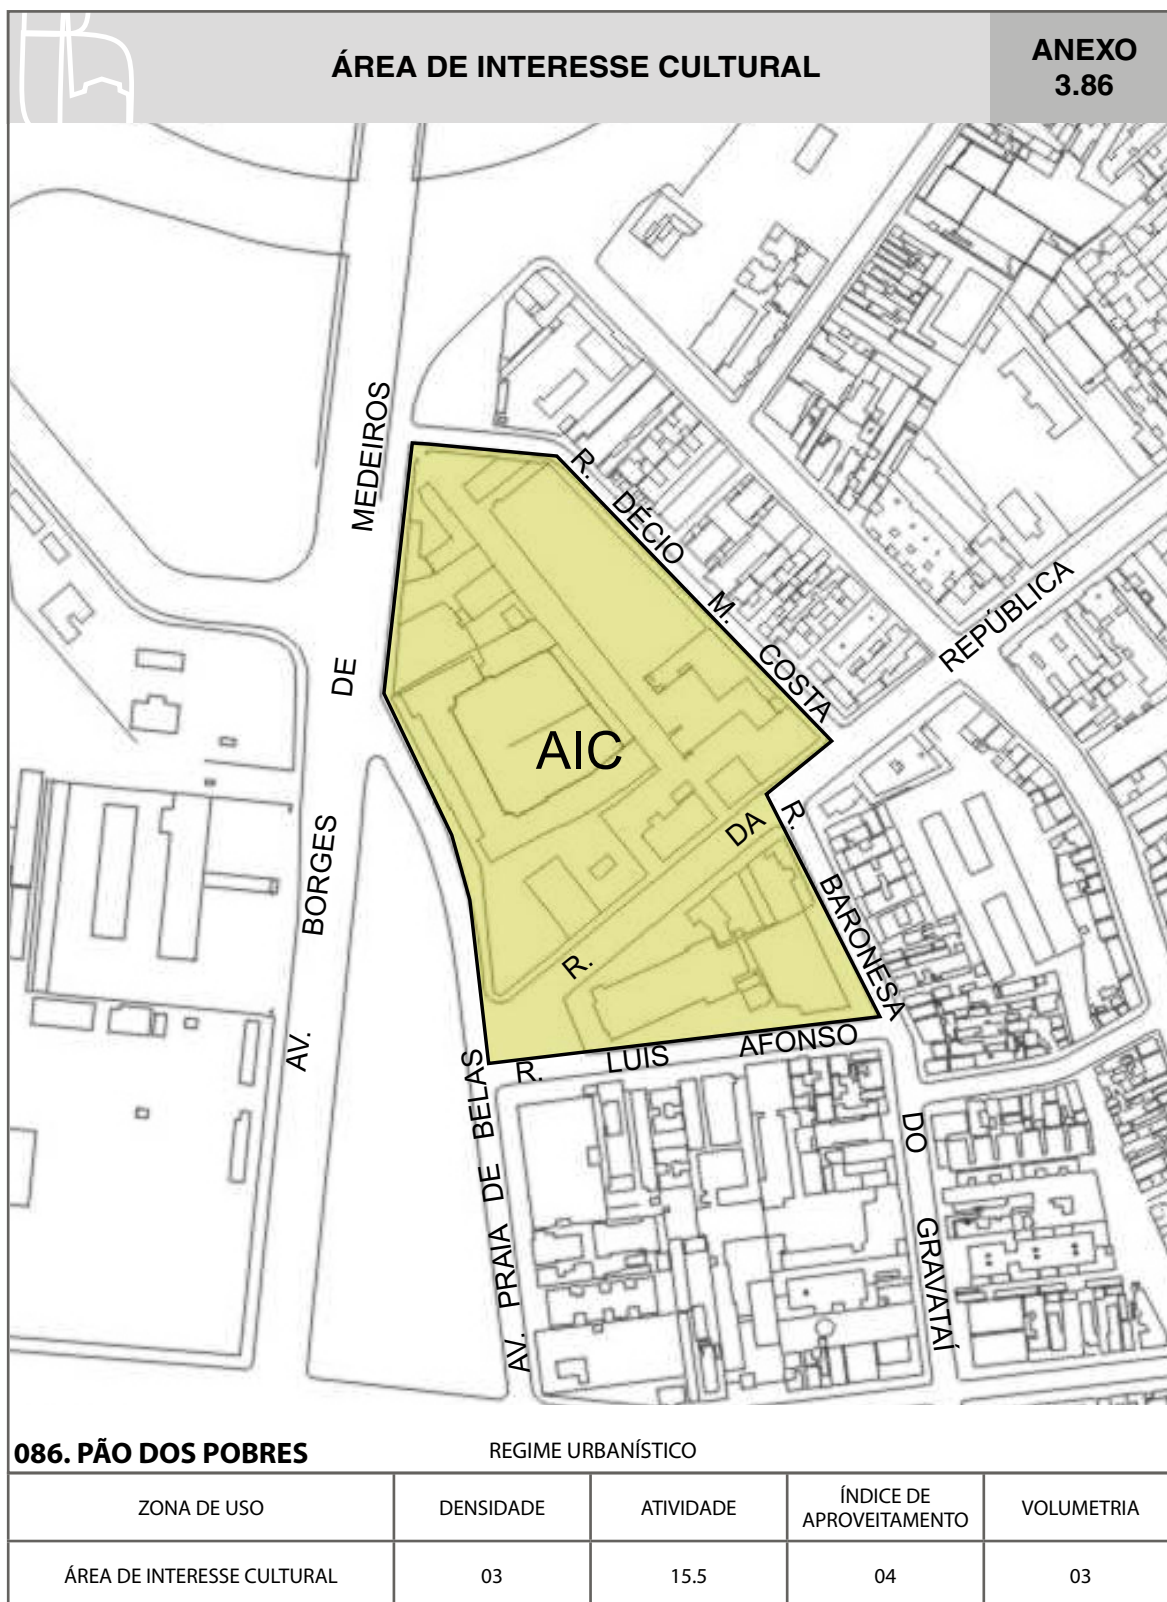 ÁREA DE INTERESSE CULTURAL
ANEXO
3.86
AV. BORGES DE MEDEIROS
R. DÉCIO M. COSTA
R. DA REPÚBLICA
AIC
R. BARONESA DO GRAVATAÍ
R. LUIS AFONSO
AV. PRAIA DE BELAS
086. PÃO DOS POBRES
REGIME URBANÍSTICO
ZONA DE USO
DENSIDADE
ATIVIDADE
ÍNDICE DE
APROVEITAMENTO
VOLUMETRIA
ÁREA DE INTERESSE CULTURAL
03
15.5
04
03